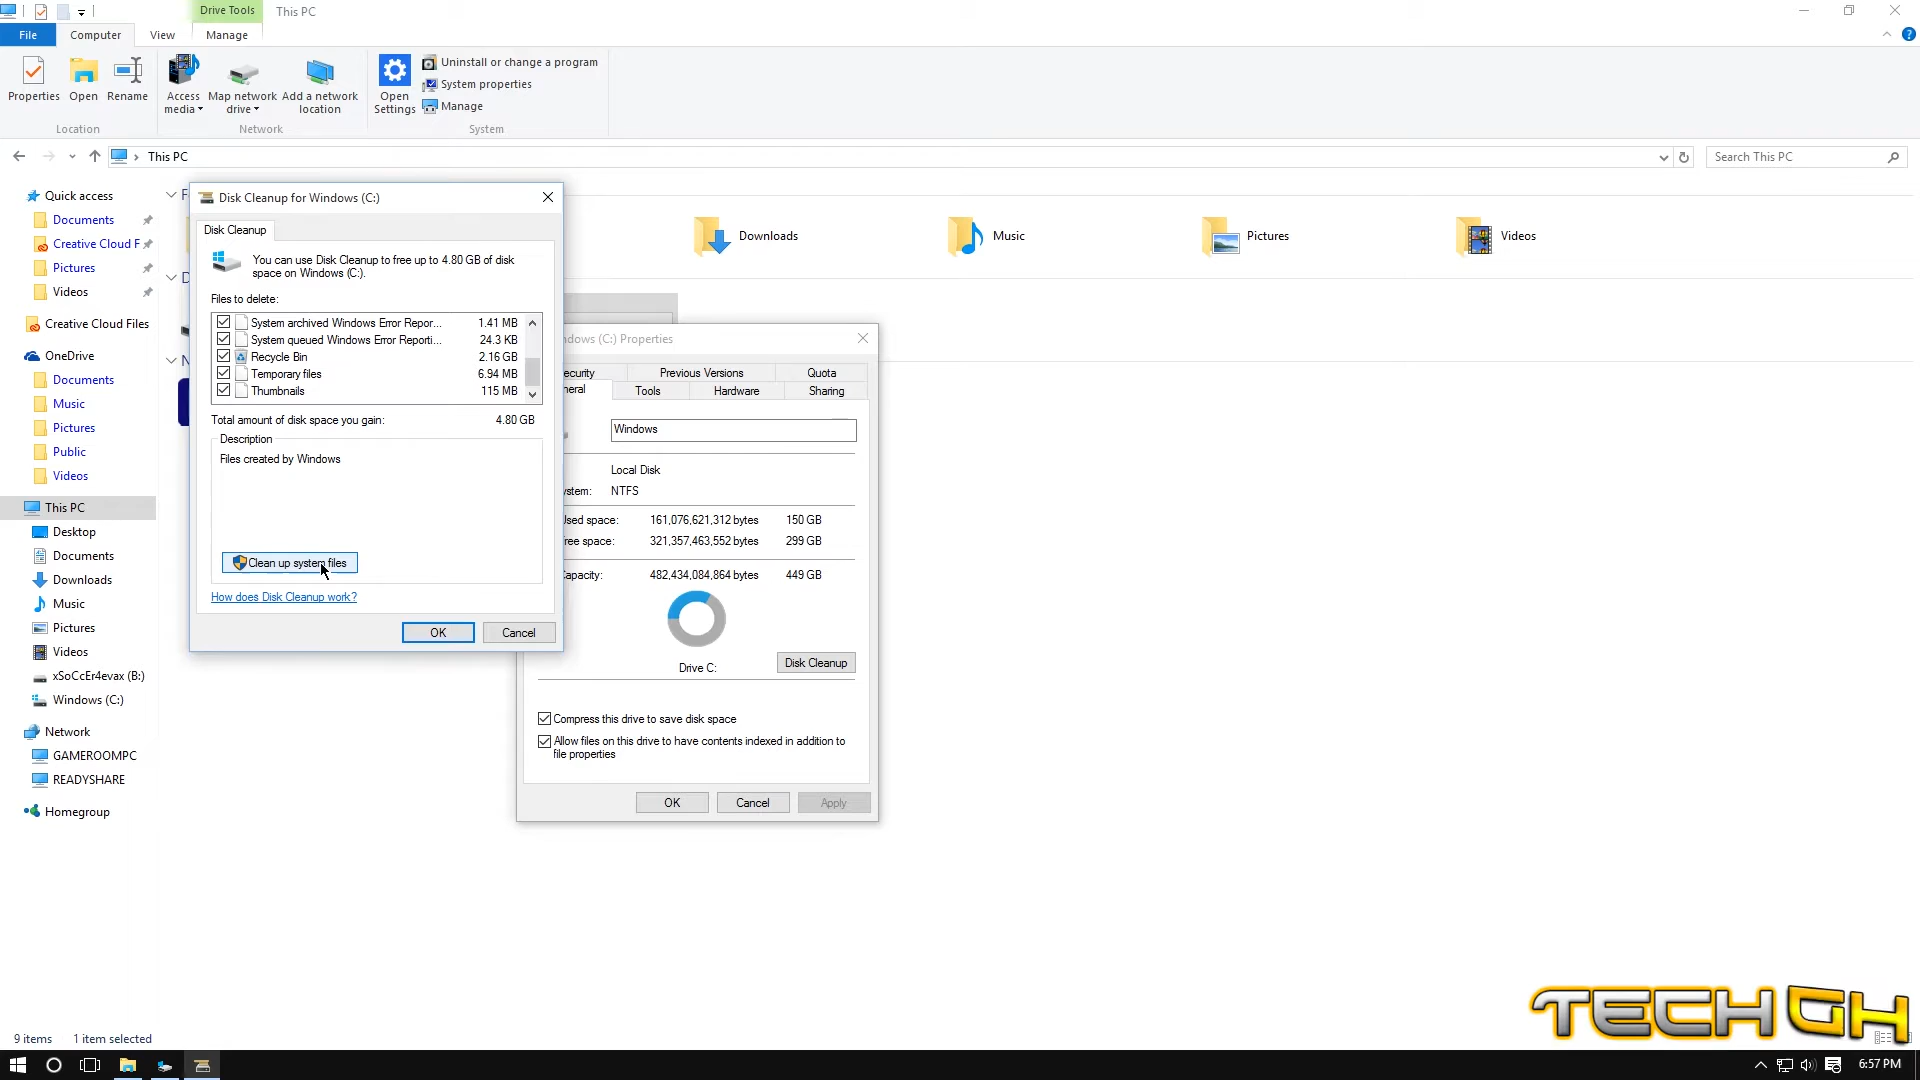 Drive Tools
This PC
File
Computer
View
Manage
Properties
Open
Rename
Access media
Map network drive
Add a network location
Open Settings
Uninstall or change a program
System properties
Manage
Location
Network
System
This PC
Search This PC
Quick access
Documents
Creative Cloud F
Pictures
Videos
Creative Cloud Files
OneDrive
Documents
Music
Pictures
Public
Videos
This PC
Desktop
Documents
Downloads
Music
Pictures
Videos
xSoCcEr4evax (B:)
Windows (C:)
Network
GAMEROOMPC
READYSHARE
Homegroup
Downloads
Music
Pictures
Videos
Disk Cleanup for Windows (C:)
Disk Cleanup
You can use Disk Cleanup to free up to 4.80 GB of disk
space on Windows (C:).
Files to delete:
System archived Windows Error Repor... 1.41 MB
System queued Windows Error Reporti... 24.3 KB
Recycle Bin 2.16 GB
Temporary files 6.94 MB
Thumbnails 115 MB
Total amount of disk space you gain: 4.80 GB
Description
Files created by Windows
Clean up system files
How does Disk Cleanup work?
OK
Cancel
ndows (C:) Properties
ecurity
Previous Versions
Quota
neral
Tools
Hardware
Sharing
Windows
Local Disk
ystem: NTFS
Used space: 161,076,621,312 bytes 150 GB
ree space: 321,357,463,552 bytes 299 GB
Capacity: 482,434,084,864 bytes 449 GB
Drive C:
Disk Cleanup
Compress this drive to save disk space
Allow files on this drive to have contents indexed in addition to
file properties
OK
Cancel
Apply
TECH GH
9 items
1 item selected
6:57 PM